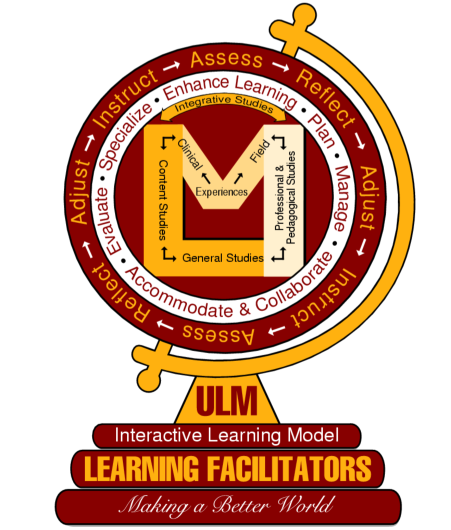 Assess → Reflect → Adjust → Instruct → Assess → Reflect → Adjust → Instruct →
Enhance Learning • Plan • Manage • Accommodate & Collaborate • Evaluate • Specialize •
Integrative Studies
Clinical
Field
Experiences
Content Studies
Professional &
Pedagogical Studies
General Studies
ULM
Interactive Learning Model
LEARNING FACILITATORS
Making a Better World